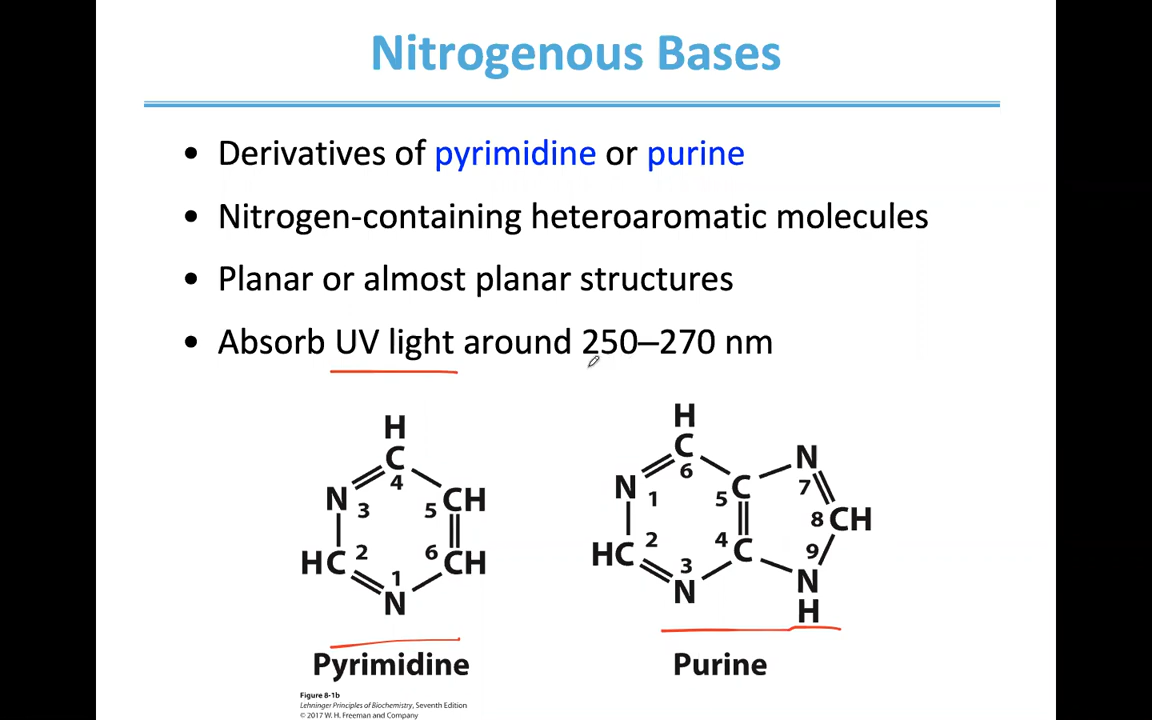 Nitrogenous Bases
• Derivatives of pyrimidine or purine
• Nitrogen-containing heteroaromatic molecules
• Planar or almost planar structures
• Absorb UV light around 250–270 nm
H
C
4
N
3
5
CH
HC
2
6
CH
1
N
Pyrimidine
H
C
6
N
1
5
C
N
7
8
CH
HC
2
4
C
9
3
N
N
H
Purine
Figure 8-1b
Lehninger Principles of Biochemistry, Seventh Edition
© 2017 W. H. Freeman and Company